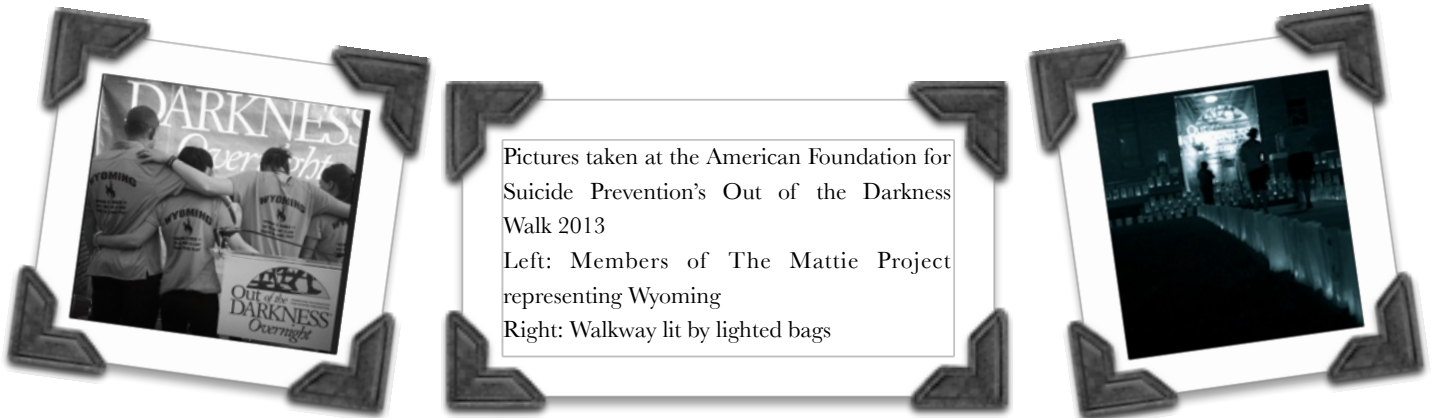 DARKNESS
Overnight
WYOMING
WYOMING
WYOMING
Out of the
DARKNESS
Overnight
Pictures taken at the American Foundation for
Suicide Prevention's Out of the Darkness
Walk 2013
Left: Members of The Mattie Project
representing Wyoming
Right: Walkway lit by lighted bags